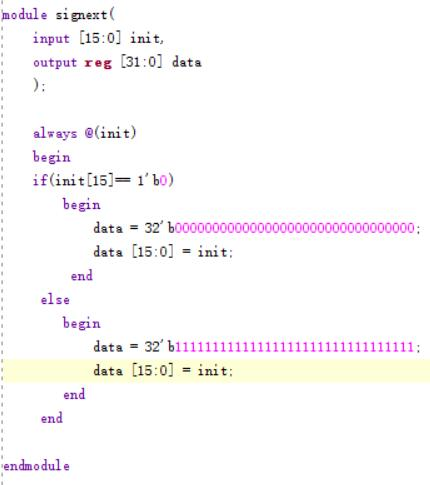 module signext(
input [15:0] init,
output reg [31:0] data
);
always @(init)
begin
if(init[15]== 1'b0)
begin
data = 32'b00000000000000000000000000000000;
data [15:0] = init;
end
else
begin
data = 32'b11111111111111111111111111111111;
data [15:0] = init;
end
end
endmodule